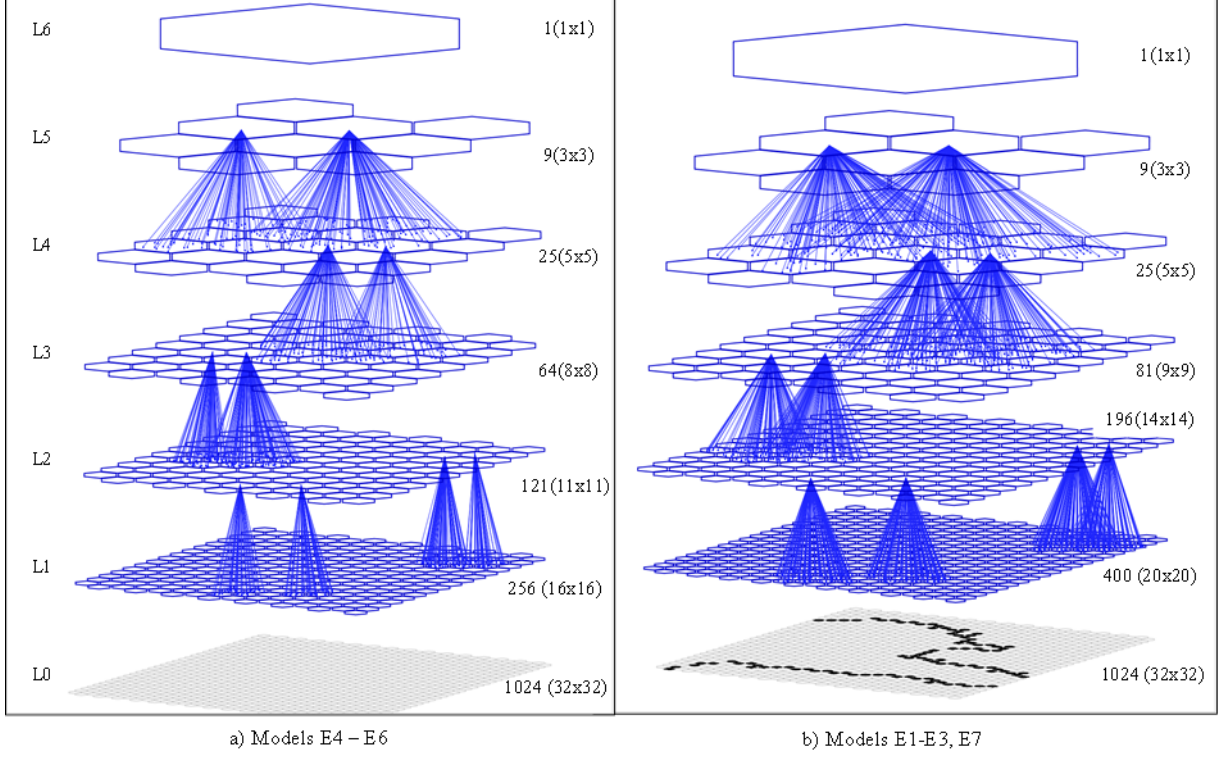 L6
1(1x1)
L5
9(3x3)
L4
25(5x5)
L3
64(8x8)
L2
121(11x11)
L1
256 (16x16)
L0
1024 (32x32)
a) Models E4 – E6
1(1x1)
9(3x3)
25(5x5)
81(9x9)
196(14x14)
400 (20x20)
1024 (32x32)
b) Models E1-E3, E7